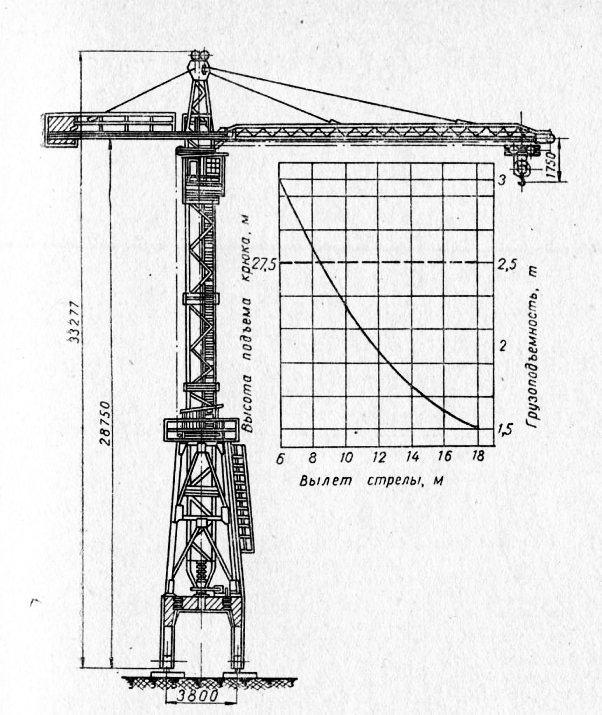 1750
3
Высота подъема крюка, м
27,5
2,5
33277
28750
2
Грузоподъемность, т
1,5
6 8 10 12 14 16 18
Вылет стрелы, м
3800